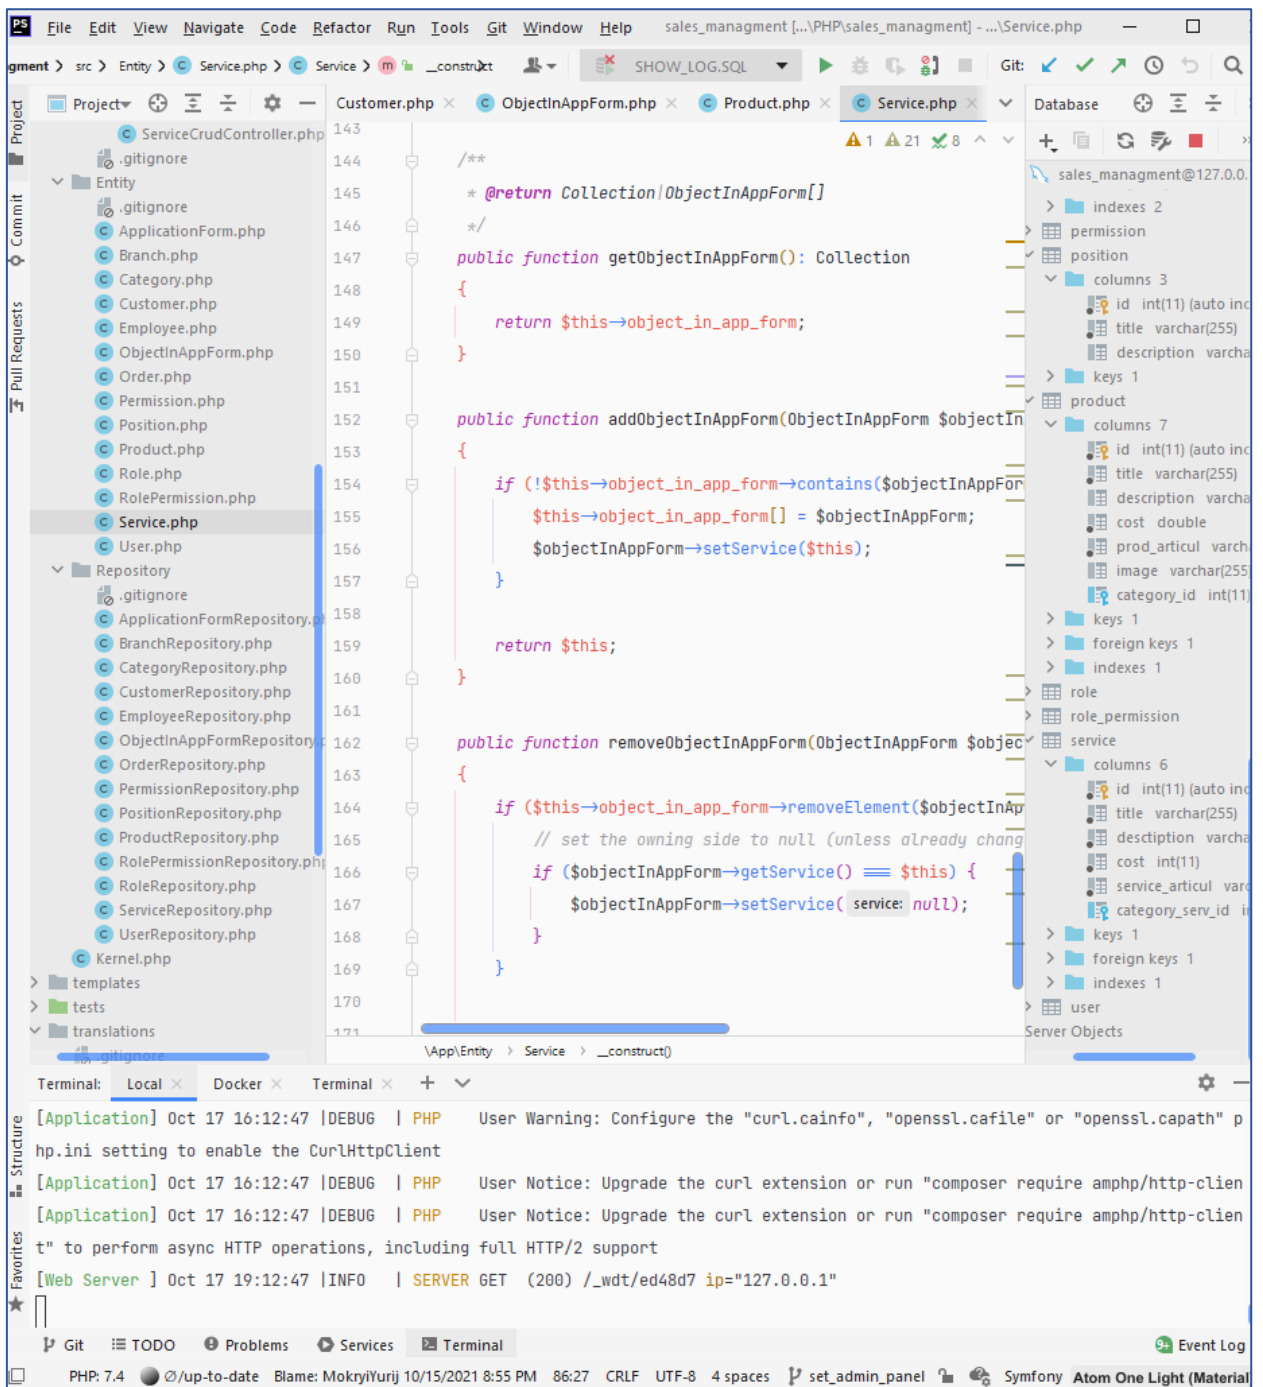 PS File Edit View Navigate Code Refactor Run Tools Git Window Help sales_managment [...\PHP\sales_managment] - ...\Service.php
gment src Entity Service.php Service __construct SHOW_LOG.SQL Git:
Project
Customer.php ObjectInAppForm.php Product.php Service.php
Database
ServiceCrudController.php
.gitignore
Entity
.gitignore
ApplicationForm.php
Branch.php
Category.php
Customer.php
Employee.php
ObjectInAppForm.php
Order.php
Permission.php
Position.php
Product.php
Role.php
RolePermission.php
Service.php
User.php
Repository
.gitignore
ApplicationFormRepository.p
BranchRepository.php
CategoryRepository.php
CustomerRepository.php
EmployeeRepository.php
ObjectInAppFormRepository.
OrderRepository.php
PermissionRepository.php
PositionRepository.php
ProductRepository.php
RolePermissionRepository.php
RoleRepository.php
ServiceRepository.php
UserRepository.php
Kernel.php
templates
tests
translations
.gitignore
1 21 8
143
144 /**
145 * @return Collection|ObjectInAppForm[]
146 */
147 public function getObjectInAppForm(): Collection
148 {
149 return $this→object_in_app_form;
150 }
151
152 public function addObjectInAppForm(ObjectInAppForm $objectIn
153 {
154 if (!$this→object_in_app_form→contains($objectInAppFor
155 $this→object_in_app_form[] = $objectInAppForm;
156 $objectInAppForm→setService($this);
157 }
158
159 return $this;
160 }
161
162 public function removeObjectInAppForm(ObjectInAppForm $objec
163 {
164 if ($this→object_in_app_form→removeElement($objectInAp
165 // set the owning side to null (unless already chang
166 if ($objectInAppForm→getService() === $this) {
167 $objectInAppForm→setService( service: null);
168 }
169 }
170
171
\App\Entity Service __construct()
sales_managment@127.0.0.
indexes 2
permission
position
columns 3
id int(11) (auto inc
title varchar(255)
description varcha
keys 1
product
columns 7
id int(11) (auto inc
title varchar(255)
description varcha
cost double
prod_articul varch
image varchar(255)
category_id int(11)
keys 1
foreign keys 1
indexes 1
role
role_permission
service
columns 6
id int(11) (auto inc
title varchar(255)
desctiption varcha
cost int(11)
service_articul varc
category_serv_id i
keys 1
foreign keys 1
indexes 1
user
Server Objects
Project
Commit
Pull Requests
Structure
Favorites
Terminal: Local Docker Terminal
[Application] Oct 17 16:12:47 |DEBUG | PHP User Warning: Configure the "curl.cainfo", "openssl.cafile" or "openssl.capath" p
hp.ini setting to enable the CurlHttpClient
[Application] Oct 17 16:12:47 |DEBUG | PHP User Notice: Upgrade the curl extension or run "composer require amphp/http-clien
[Application] Oct 17 16:12:47 |DEBUG | PHP User Notice: Upgrade the curl extension or run "composer require amphp/http-clien
t" to perform async HTTP operations, including full HTTP/2 support
[Web Server ] Oct 17 19:12:47 |INFO | SERVER GET (200) /_wdt/ed48d7 ip="127.0.0.1"
Git TODO Problems Services Terminal 9+ Event Log
PHP: 7.4 Ø/up-to-date Blame: MokryiYurij 10/15/2021 8:55 PM 86:27 CRLF UTF-8 4 spaces set_admin_panel Symfony Atom One Light (Material